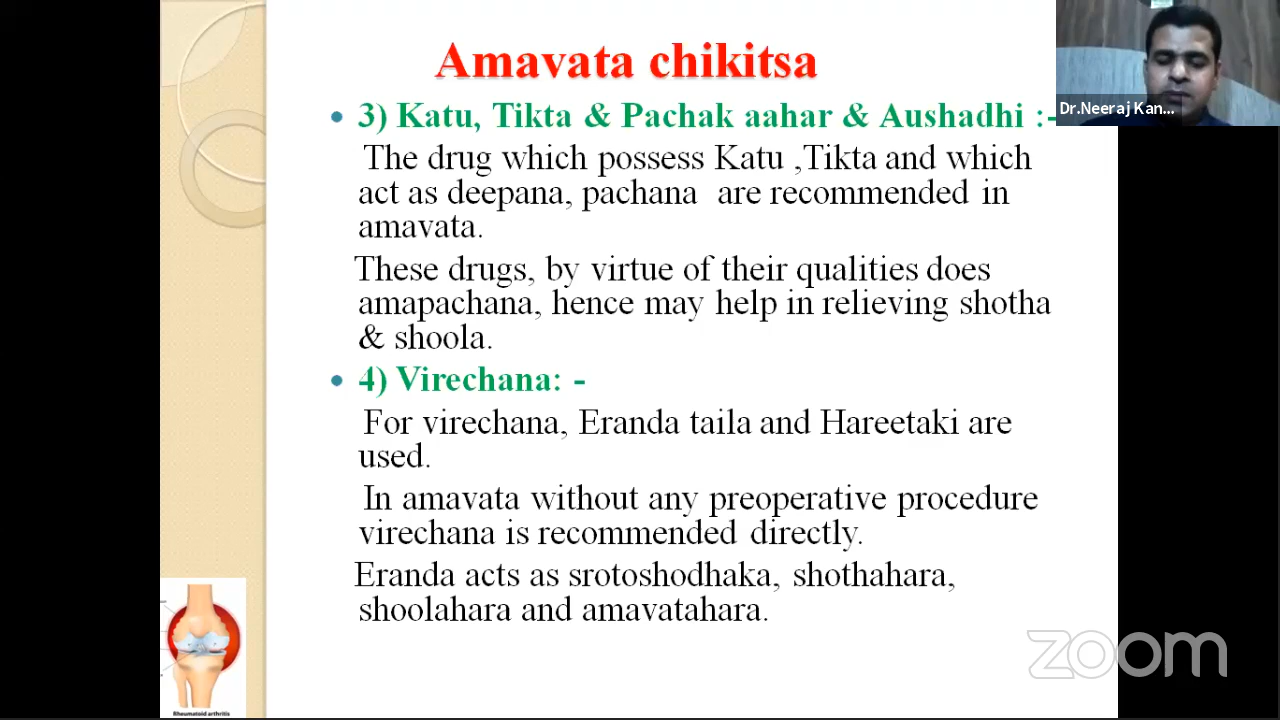 Amavata chikitsa
Dr.Neeraj Kan...
• 3) Katu, Tikta & Pachak aahar & Aushadhi :-
The drug which possess Katu ,Tikta and which
act as deepana, pachana are recommended in
amavata.
These drugs, by virtue of their qualities does
amapachana, hence may help in relieving shotha
& shoola.
• 4) Virechana: -
For virechana, Eranda taila and Hareetaki are
used.
In amavata without any preoperative procedure
virechana is recommended directly.
Eranda acts as srotoshodhaka, shothahara,
shoolahara and amavatahara.
zoom
Rheumatoid arthritis